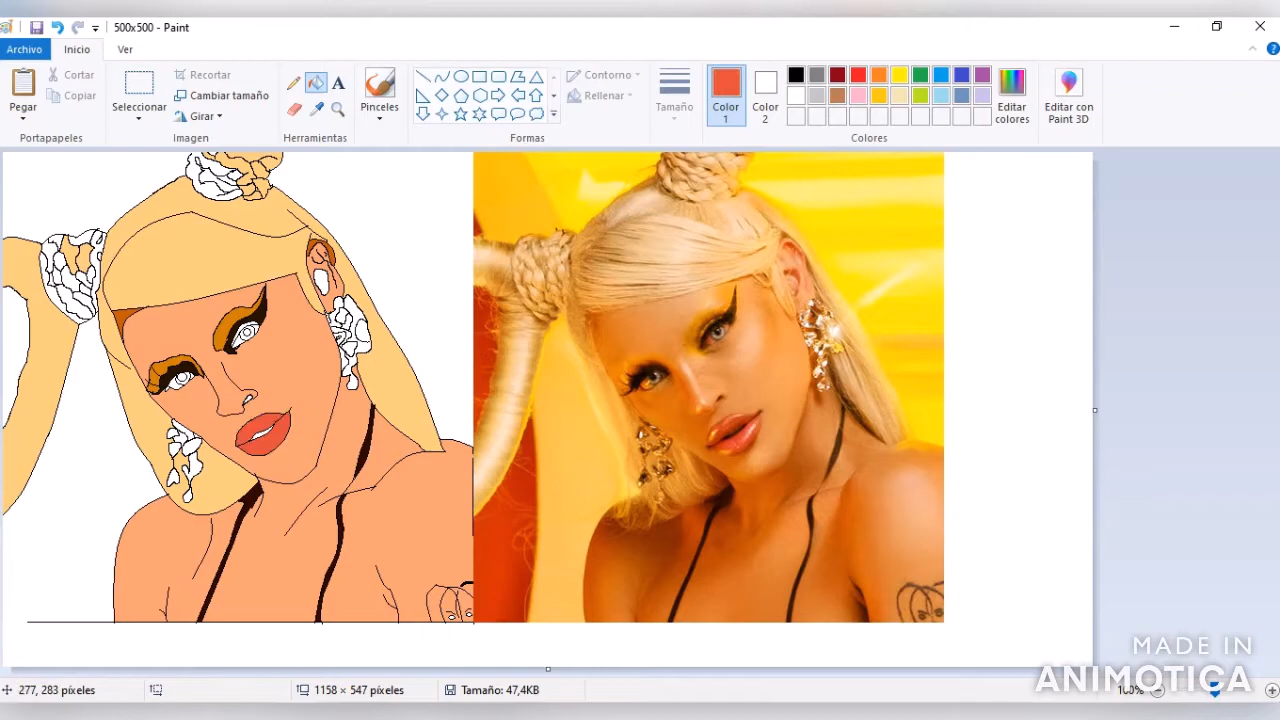 500x500 - Paint
Archivo Inicio Ver
Pegar
Cortar
Copiar
Portapapeles
Seleccionar
Recortar
Cambiar tamaño
Girar
Imagen
A
Herramientas
Pinceles
Contorno
Rellenar
Formas
Tamaño
Color
1
Color
2
Editar
colores
Colores
Editar con
Paint 3D
277, 283 píxeles
1158 × 547 píxeles
Tamaño: 47,4KB
100%
MADE IN
ANIMOTICA